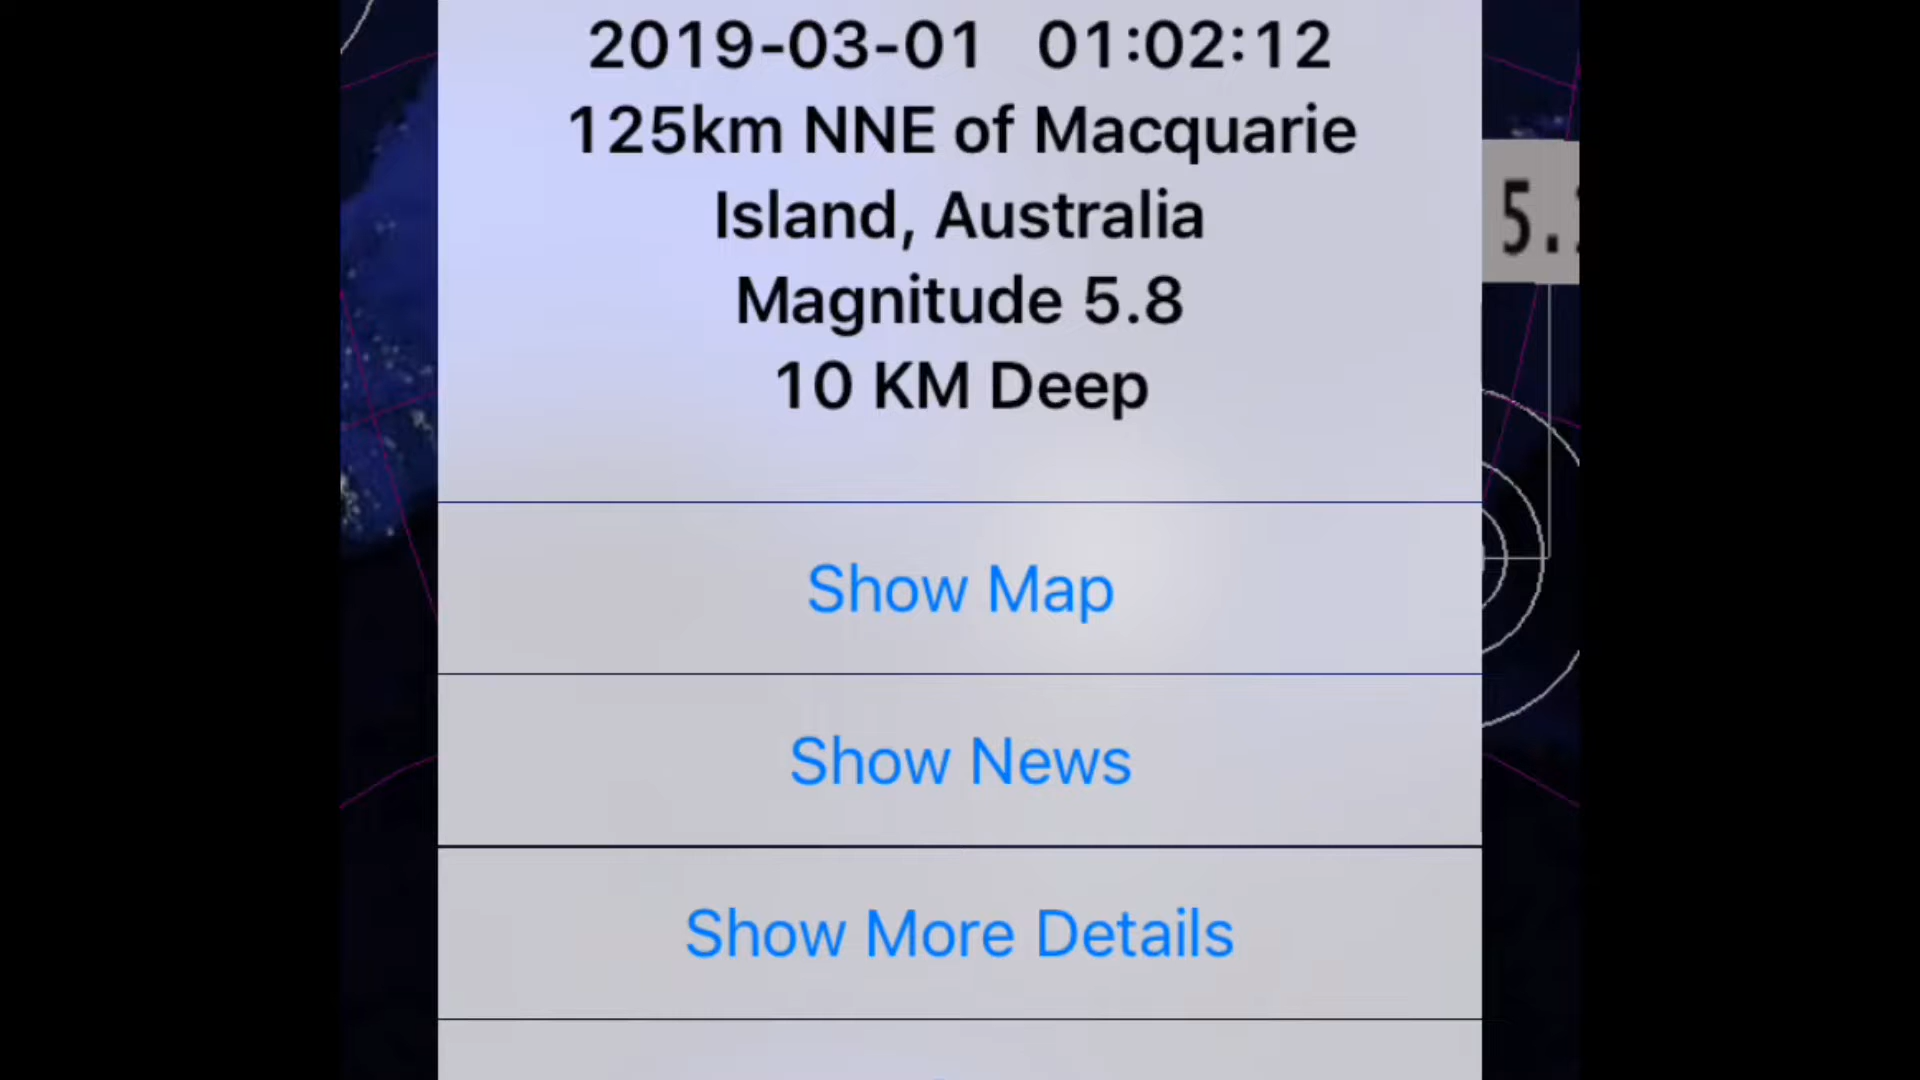 2019-03-01 01:02:12
125km NNE of Macquarie
Island, Australia
Magnitude 5.8
10 KM Deep
5.
Show Map
Show News
Show More Details